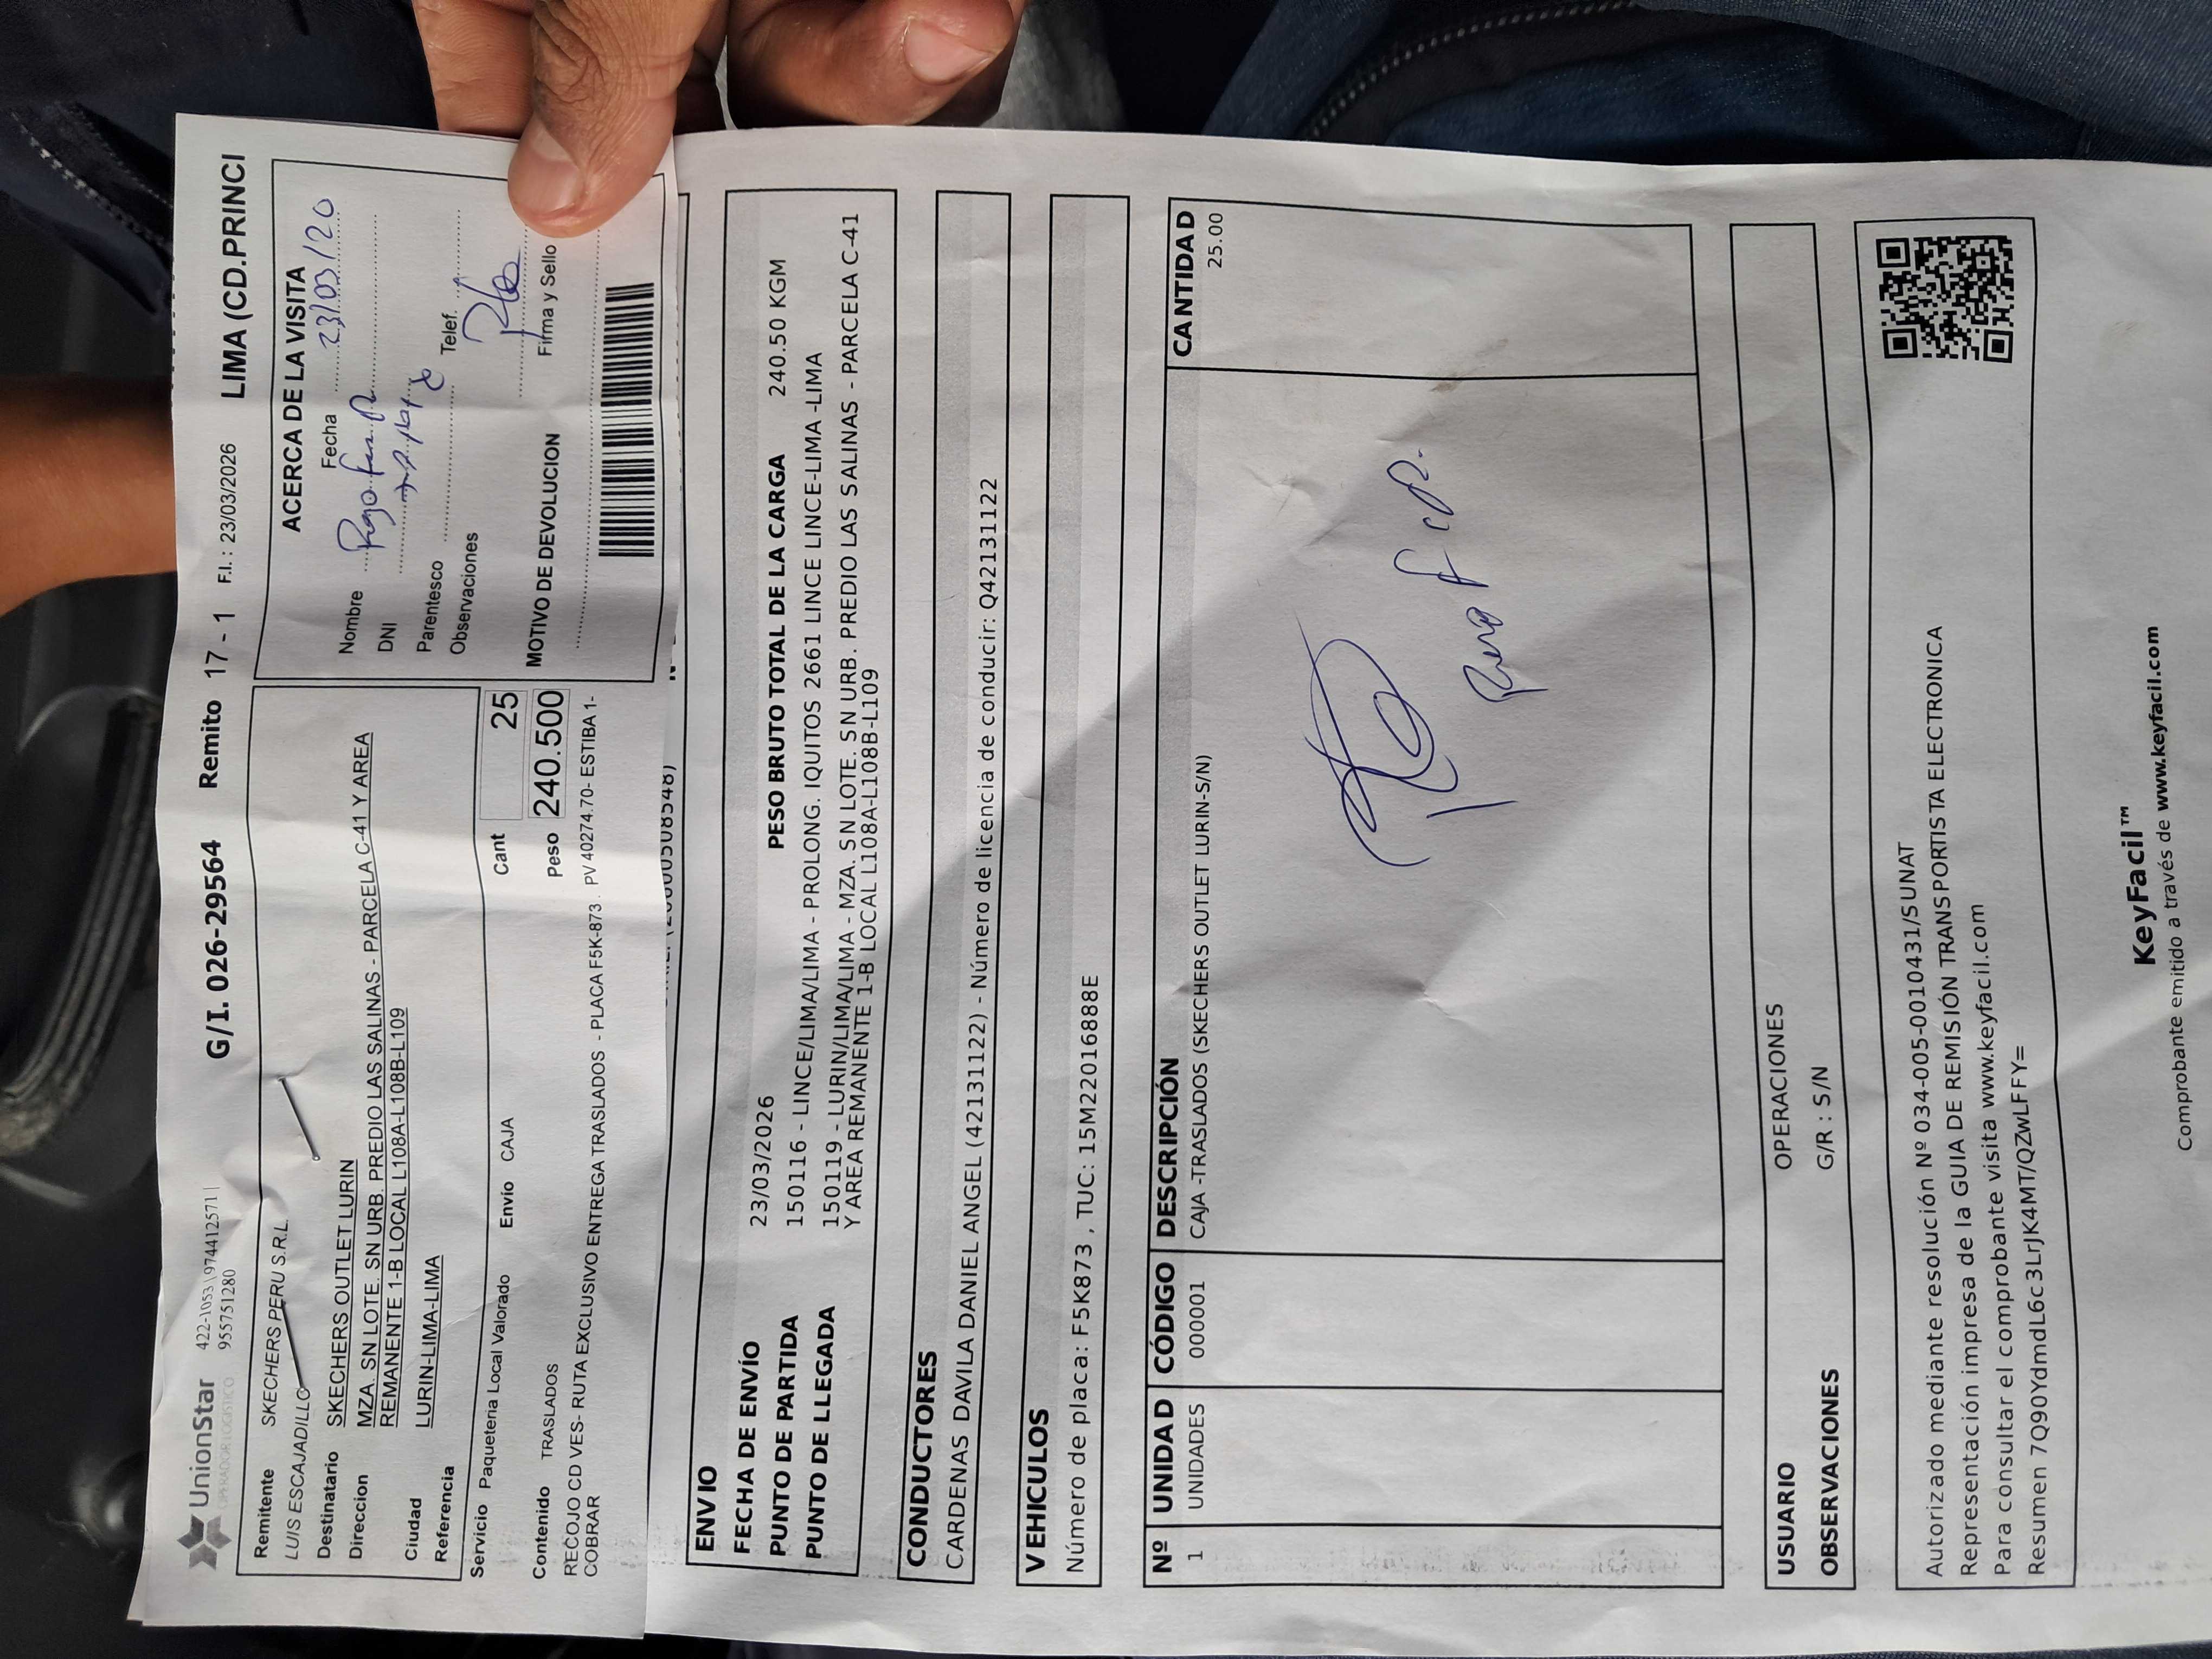 UnionStar 422-1053\974412571|
OPERADOR LOGISTICO 955751280
G/I. 026-29564 Remito 17 - 1 F.I. : 23/03/2026 LIMA (CD.PRINCI
Remitente SKECHERS PERU S.R.L.
LUIS ESCAJADILLO
Destinatario SKECHERS OUTLET LURIN
Direccion MZA. SN LOTE. SN URB. PREDIO LAS SALINAS - PARCELA C-41 Y AREA
REMANENTE 1-B LOCAL L108A-L108B-L109
Ciudad LURIN-LIMA-LIMA
Referencia
Servicio Paqueteria Local Valorado Envio CAJA Cant 25
Contenido TRASLADOS Peso 240.500
RECOJO CD VES- RUTA EXCLUSIVO ENTREGA TRASLADOS - PLACA F5K-873 . PV 40274.70- ESTIBA 1-
COBRAR
ACERCA DE LA VISITA
Fecha 23/03/20
Nombre
DNI
Parentesco Telef.
Observaciones
MOTIVO DE DEVOLUCION Firma y Sello
ENVIO
FECHA DE ENVÍO 23/03/2026 PESO BRUTO TOTAL DE LA CARGA 240.50 KGM
PUNTO DE PARTIDA 150116 - LINCE/LIMA/LIMA - PROLONG. IQUITOS 2661 LINCE LINCE-LIMA -LIMA
PUNTO DE LLEGADA 150119 - LURIN/LIMA/LIMA - MZA. SN LOTE. SN URB. PREDIO LAS SALINAS - PARCELA C-41
Y AREA REMANENTE 1-B LOCAL L108A-L108B-L109
CONDUCTORES
CARDENAS DAVILA DANIEL ANGEL (42131122) - Número de licencia de conducir: Q42131122
VEHICULOS
Número de placa: F5K873 , TUC: 15M22016888E
Nº UNIDAD CÓDIGO DESCRIPCIÓN CANTIDAD
1 UNIDADES 000001 CAJA -TRASLADOS (SKECHERS OUTLET LURIN-S/N) 25.00
USUARIO OPERACIONES
OBSERVACIONES G/R : S/N
Autorizado mediante resolución Nº 034-005-0010431/SUNAT
Representación impresa de la GUIA DE REMISIÓN TRANSPORTISTA ELECTRONICA
Para consultar el comprobante visita www.keyfacil.com
Resumen 7Q90YdmdL6c3LrJK4MT/QZwLFFY=
KeyFacil™
Comprobante emitido a través de www.keyfacil.com